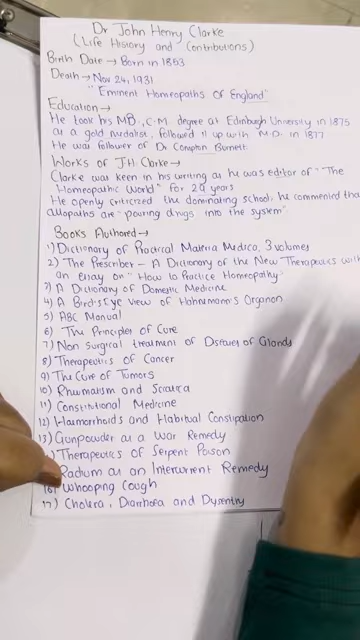 Dr John Henry Clarke
(Life History and Contributions)
Birth Date → Born in 1853
Death → Nov 24, 1931
"Eminent Homeopaths of England"
Education →
He took his MB, C.M. degree at Edinburgh University in 1875
as a gold medalist, followed it up with M.D. in 1877
He was follower of Dr Compton Burnett
Works of J.H. Clarke →
Clarke was keen in his writing as he was editor of "The
Homeopathic World" for 29 years
He openly criticized the dominating school, he commented that
allopaths are "pouring drugs into the system"
Books Authored →
1) Dictionary of Practical Materia Medica, 3 volumes
2) The Prescriber - A Dictionary of the New Therapeutics with
an essay on "How to Practice Homeopathy"
3) A Dictionary of Domestic Medicine
4) A Bird's Eye View of Hahnemann's Organon
5) ABC Manual
6) The Principles of Cure
7) Non Surgical treatment of Diseases of Glands
8) Therapeutics of Cancer
9) The Cure of Tumors
10) Rheumatism and Sciatica
11) Constitutional Medicine
12) Haemorrhoids and Habitual Constipation
13) Gunpowder as a War Remedy
Therapeutics of Serpent Poison
Radium as an Intercurrent Remedy
16) Whooping Cough
17) Cholera, Diarrhoea and Dysentry